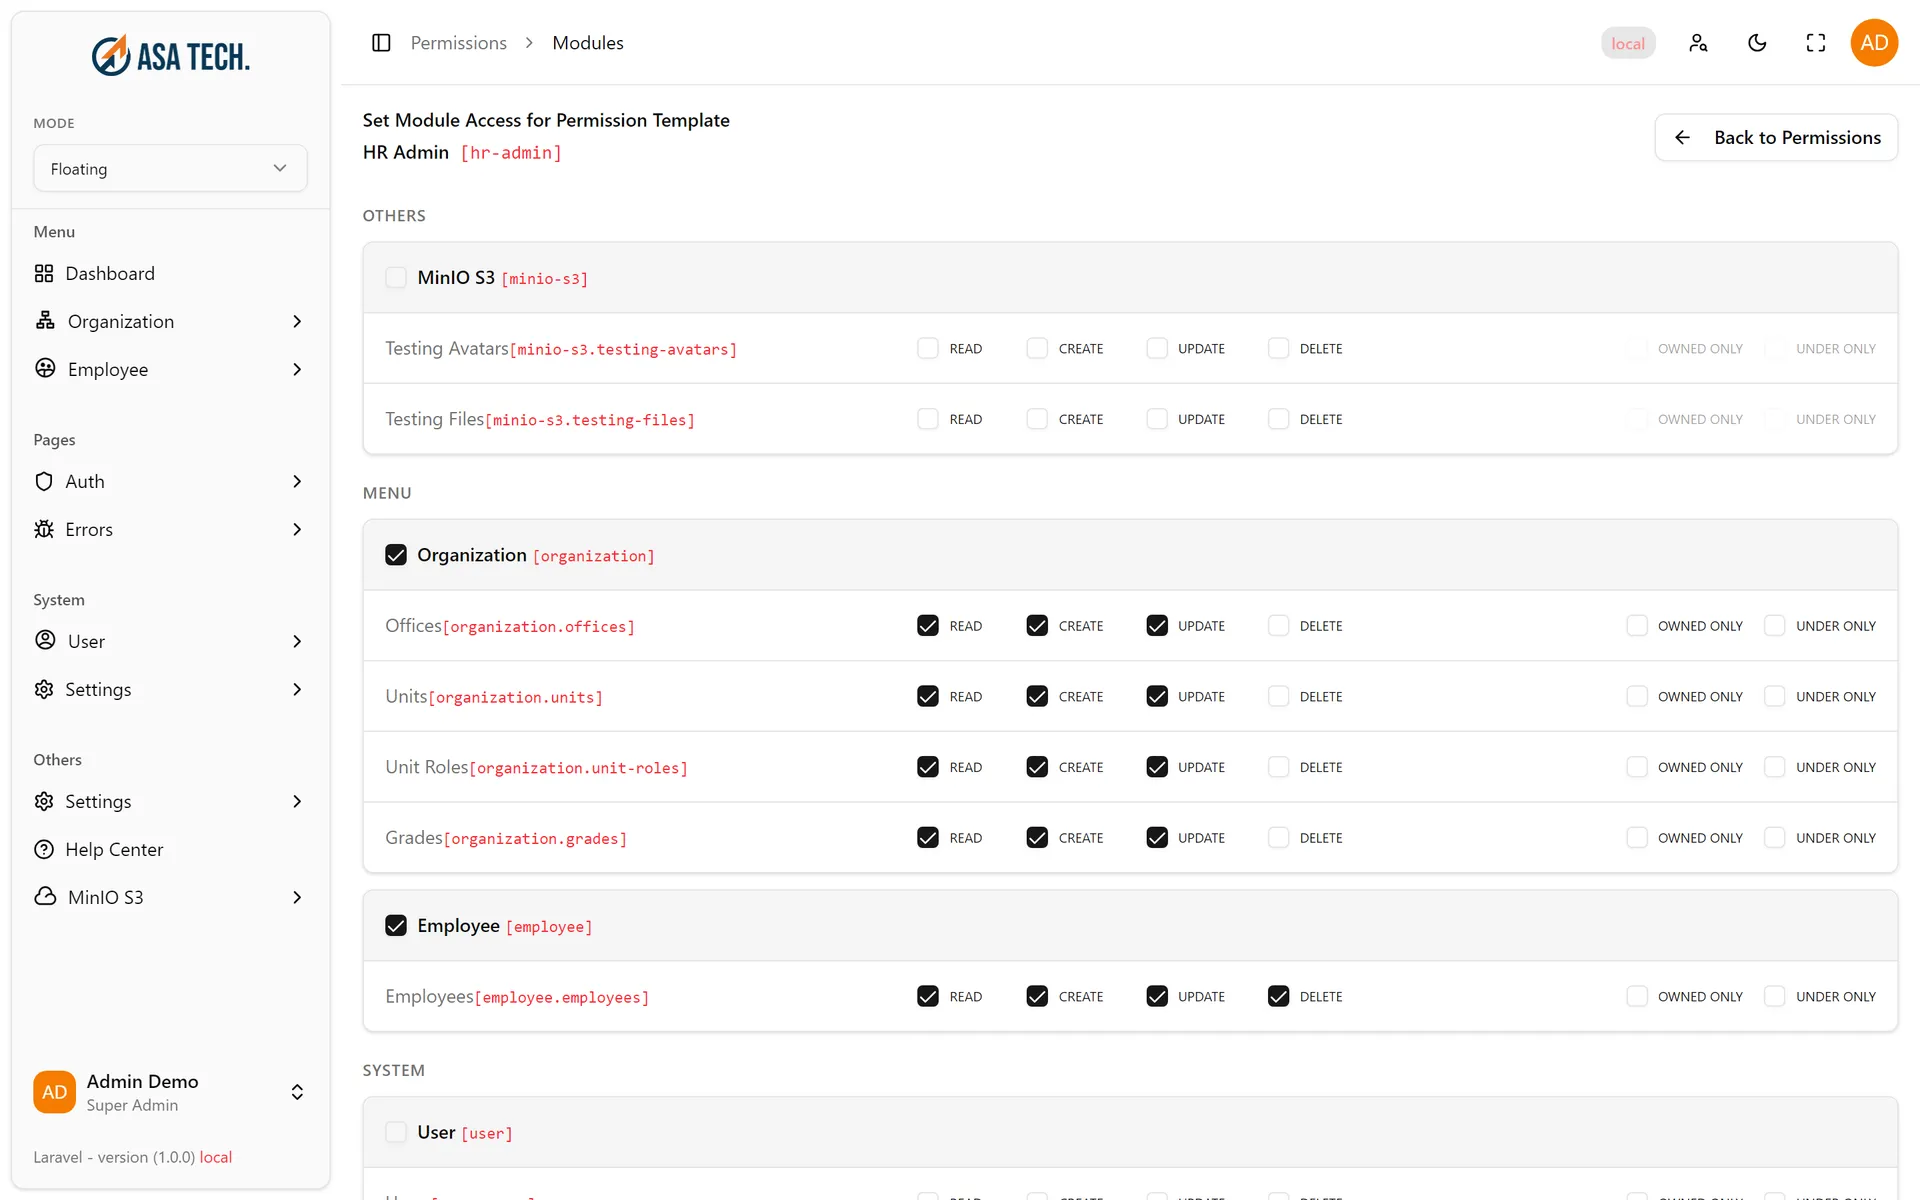 ASA TECH.
MODE
Floating
Menu
Dashboard
Organization
Employee
Pages
Auth
Errors
System
User
Settings
Others
Settings
Help Center
MinIO S3
AD
Admin Demo
Super Admin
Laravel - version (1.0.0) local
Permissions > Modules
local
AD
Set Module Access for Permission Template
HR Admin [hr-admin]
Back to Permissions
OTHERS
MinIO S3 [minio-s3]
Testing Avatars[minio-s3.testing-avatars] READ CREATE UPDATE DELETE OWNED ONLY UNDER ONLY
Testing Files[minio-s3.testing-files] READ CREATE UPDATE DELETE OWNED ONLY UNDER ONLY
MENU
Organization [organization]
Offices[organization.offices] READ CREATE UPDATE DELETE OWNED ONLY UNDER ONLY
Units[organization.units] READ CREATE UPDATE DELETE OWNED ONLY UNDER ONLY
Unit Roles[organization.unit-roles] READ CREATE UPDATE DELETE OWNED ONLY UNDER ONLY
Grades[organization.grades] READ CREATE UPDATE DELETE OWNED ONLY UNDER ONLY
Employee [employee]
Employees[employee.employees] READ CREATE UPDATE DELETE OWNED ONLY UNDER ONLY
SYSTEM
User [user]